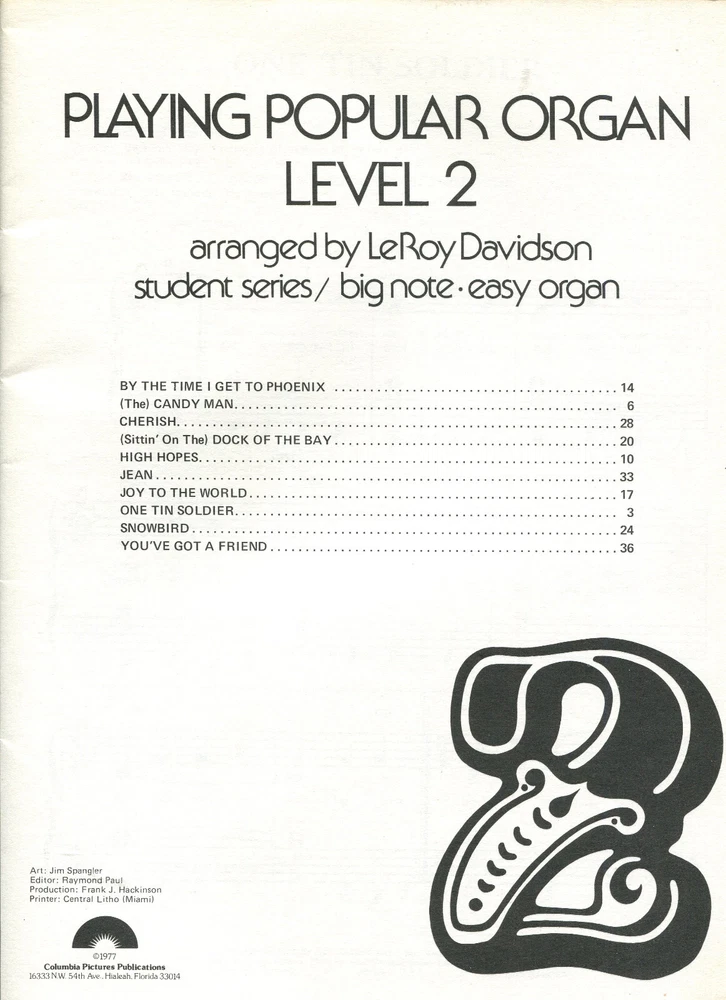 PLAYING POPULAR ORGAN
LEVEL 2
arranged by LeRoy Davidson
student series/ big note · easy organ
BY THE TIME I GET TO PHOENIX ................................ 14
(The) CANDY MAN........................................... 6
CHERISH.................................................. 28
(Sittin' On The) DOCK OF THE BAY................................ 20
HIGH HOPES............................................... 10
JEAN..................................................... 33
JOY TO THE WORLD......................................... 17
ONE TIN SOLDIER.......................................... 3
SNOWBIRD................................................. 24
YOU'VE GOT A FRIEND...................................... 36
2
Art: Jim Spangler
Editor: Raymond Paul
Production: Frank J. Hackinson
Printer: Central Litho (Miami)
©1977
Columbia Pictures Publications
16333 N.W. 54th Ave., Hialeah, Florida 33014